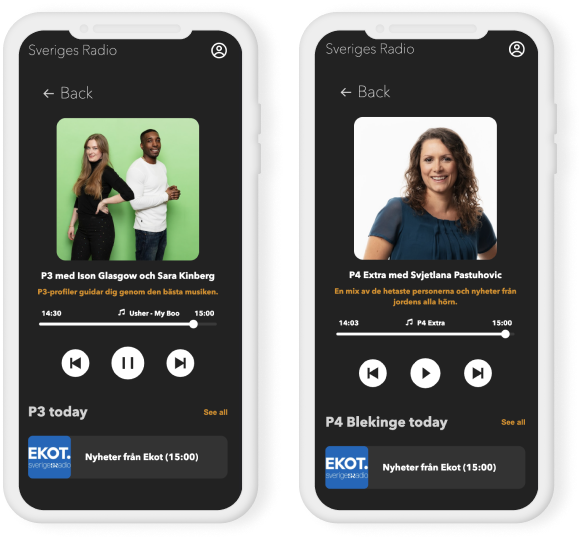 Sveriges Radio
← Back
P3 med Ison Glasgow och Sara Kinberg
P3-profiler guidar dig genom den bästa musiken.
14:30 Usher - My Boo 15:00
P3 today See all
EKOT.
sverigesradio
Nyheter från Ekot (15:00)
Sveriges Radio
← Back
P4 Extra med Svjetlana Pastuhovic
En mix av de hetaste personerna och nyheter från
jordens alla hörn.
14:03 P4 Extra 15:00
P4 Blekinge today See all
EKOT.
sverigesradio
Nyheter från Ekot (15:00)